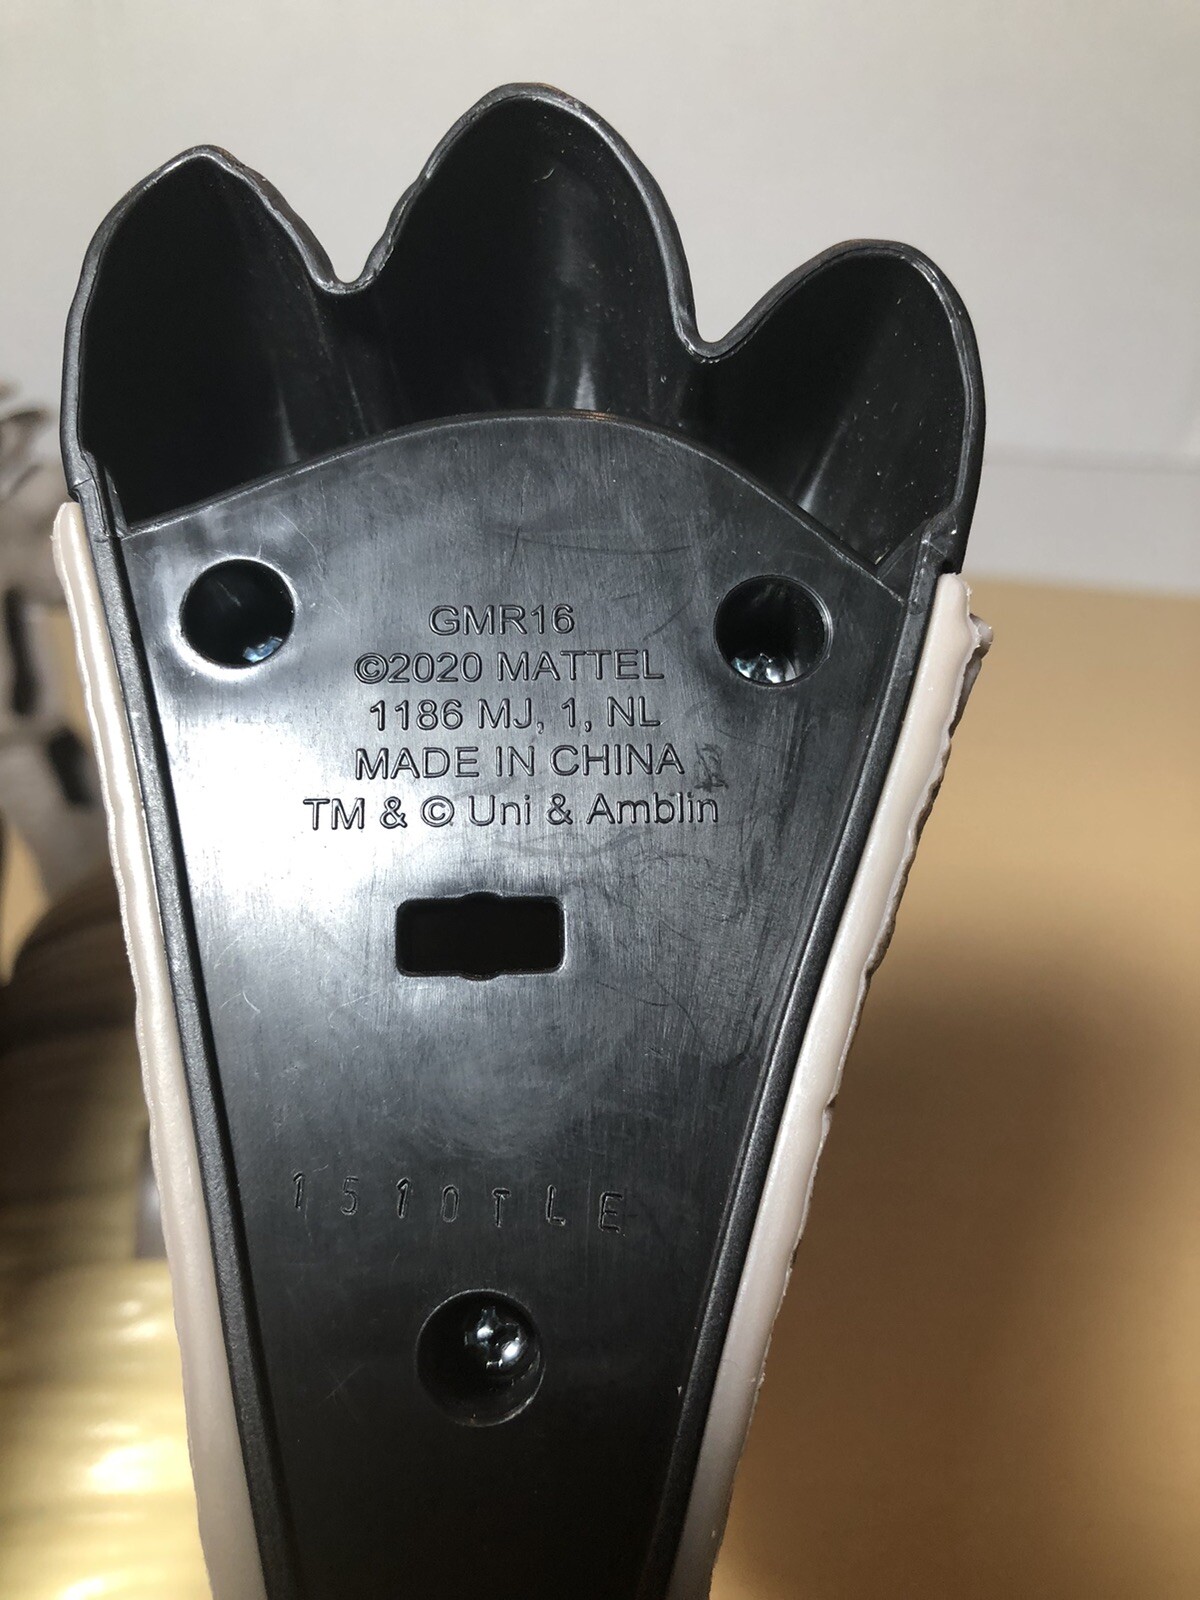 GMR16
©2020 MATTEL
1186 MJ, 1, NL
MADE IN CHINA
TM & © Uni & Amblin
1510TLE